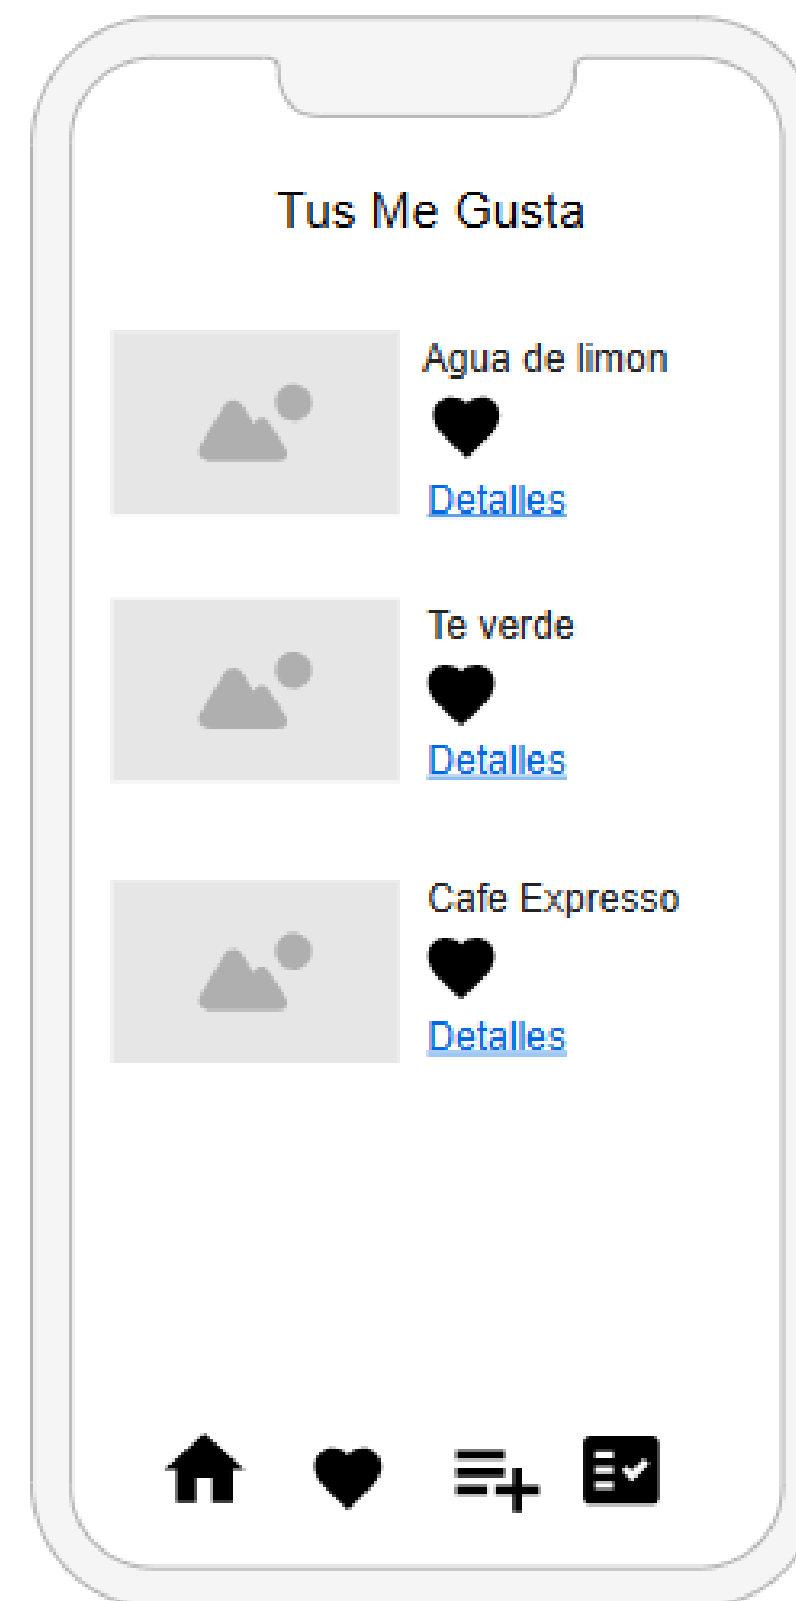 Tus Me Gusta
Agua de limon
Detalles
Te verde
Detalles
Cafe Expresso
Detalles